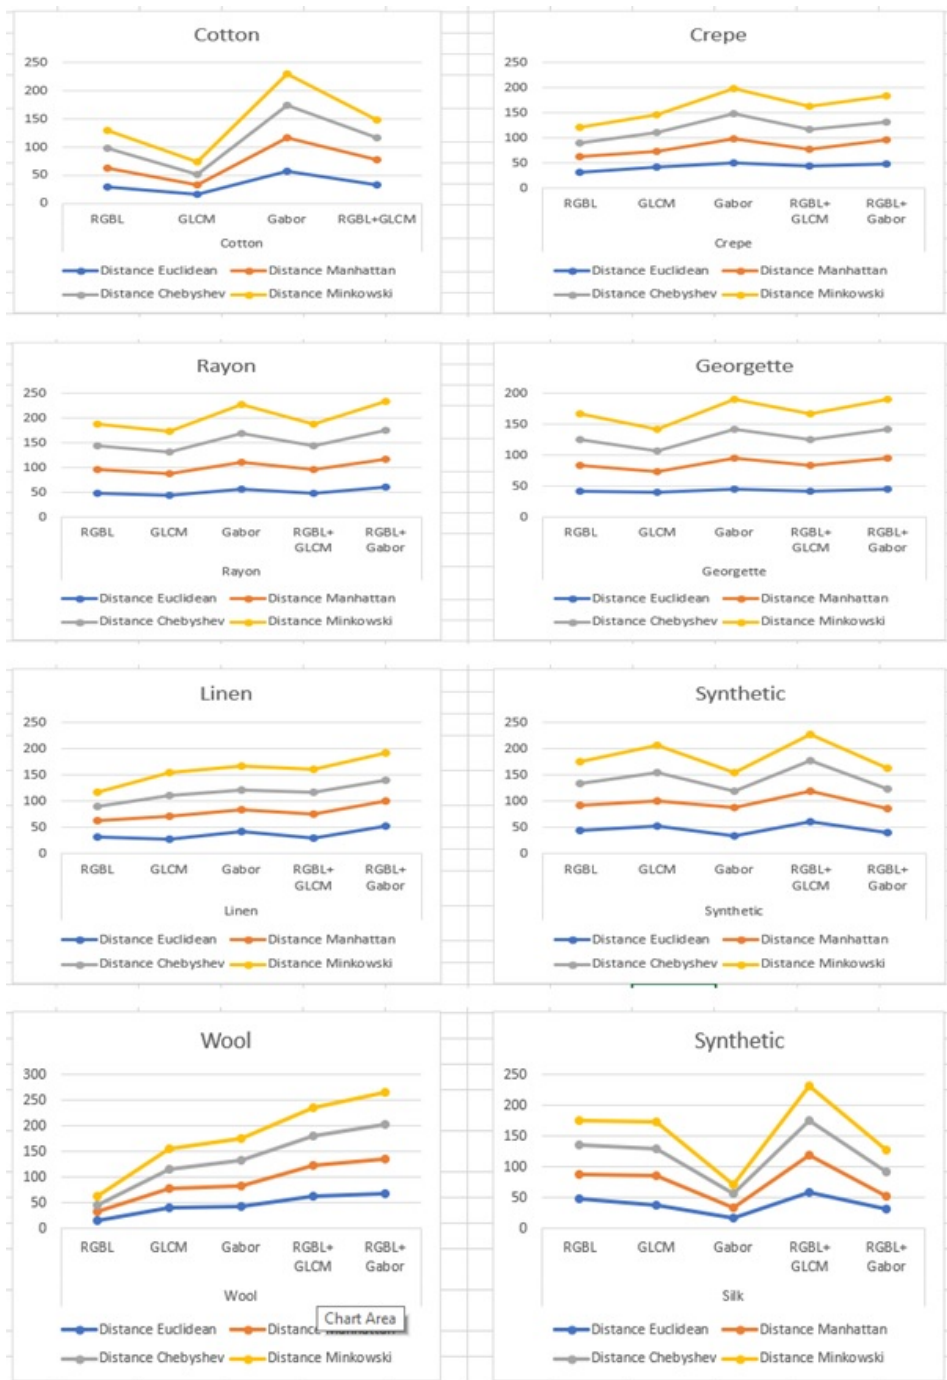 Cotton
250
200
150
100
50
0
RGBL GLCM Gabor RGBL+GLCM
Cotton
Distance Euclidean Distance Manhattan
Distance Chebyshev Distance Minkowski
Crepe
250
200
150
100
50
0
RGBL GLCM Gabor RGBL+ RGBL+
GLCM Gabor
Crepe
Distance Euclidean Distance Manhattan
Distance Chebyshev Distance Minkowski
Rayon
250
200
150
100
50
0
RGBL GLCM Gabor RGBL+ RGBL+
GLCM Gabor
Rayon
Distance Euclidean Distance Manhattan
Distance Chebyshev Distance Minkowski
Georgette
200
150
100
50
0
RGBL GLCM Gabor RGBL+ RGBL+
GLCM Gabor
Georgette
Distance Euclidean Distance Manhattan
Distance Chebyshev Distance Minkowski
Linen
250
200
150
100
50
0
RGBL GLCM Gabor RGBL+ RGBL+
GLCM Gabor
Linen
Distance Euclidean Distance Manhattan
Distance Chebyshev Distance Minkowski
Synthetic
250
200
150
100
50
0
RGBL GLCM Gabor RGBL+ RGBL+
GLCM Gabor
Synthetic
Distance Euclidean Distance Manhattan
Distance Chebyshev Distance Minkowski
Wool
300
250
200
150
100
50
0
RGBL GLCM Gabor RGBL+ RGBL+
GLCM Gabor
Wool
Chart Area
Distance Euclidean Distance
Distance Chebyshev Distance Minkowski
Synthetic
250
200
150
100
50
0
RGBL GLCM Gabor RGBL+ RGBL+
GLCM Gabor
Silk
Distance Euclidean Distance Manhattan
Distance Chebyshev Distance Minkowski